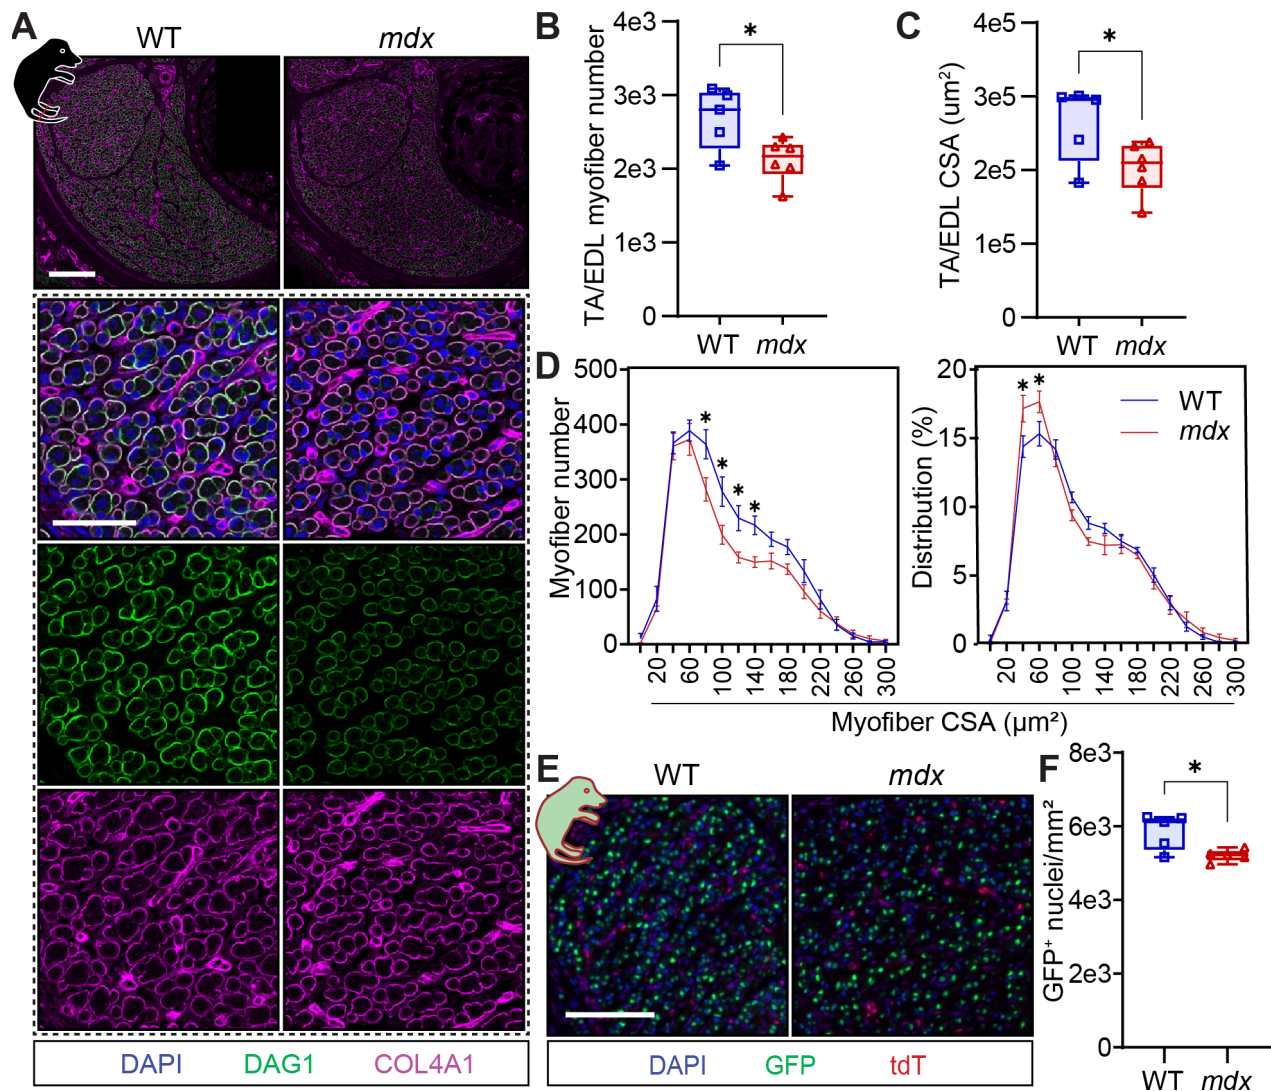 A
WT
mdx
DAPI
DAG1
COL4A1
B
TA/EDL myofiber number
4e3
3e3
2e3
1e3
0
*
WT
mdx
C
TA/EDL CSA (um²)
4e5
3e5
2e5
1e5
0
*
WT
mdx
D
Myofiber number
500
400
300
200
100
0
*
*
*
*
20
60
100
140
180
220
260
300
Distribution (%)
20
15
10
5
0
* *
WT
mdx
20
60
100
140
180
220
260
300
Myofiber CSA (µm²)
E
WT
mdx
DAPI
GFP
tdT
F
GFP⁺ nuclei/mm²
8e3
6e3
4e3
2e3
0
*
WT
mdx